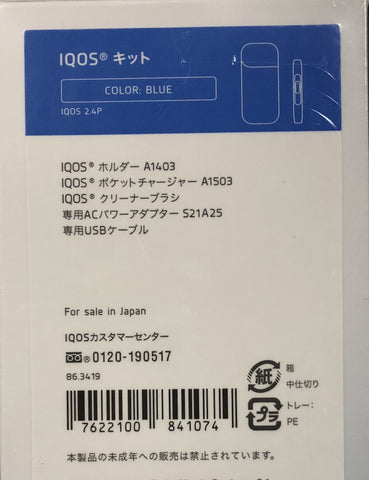 IQOS® キット
COLOR: BLUE
IQOS 2.4P
IQOS® ホルダー A1403
IQOS® ポケットチャージャー A1503
IQOS® クリーナーブラシ
専用ACパワーアダプター S21A25
専用USBケーブル
For sale in Japan
IQOSカスタマーセンター
0120-190517
86.3419
紙
箱
中仕切り
プラ
トレー:
PE
7622100 841074
本製品の未成年への販売は禁止されています